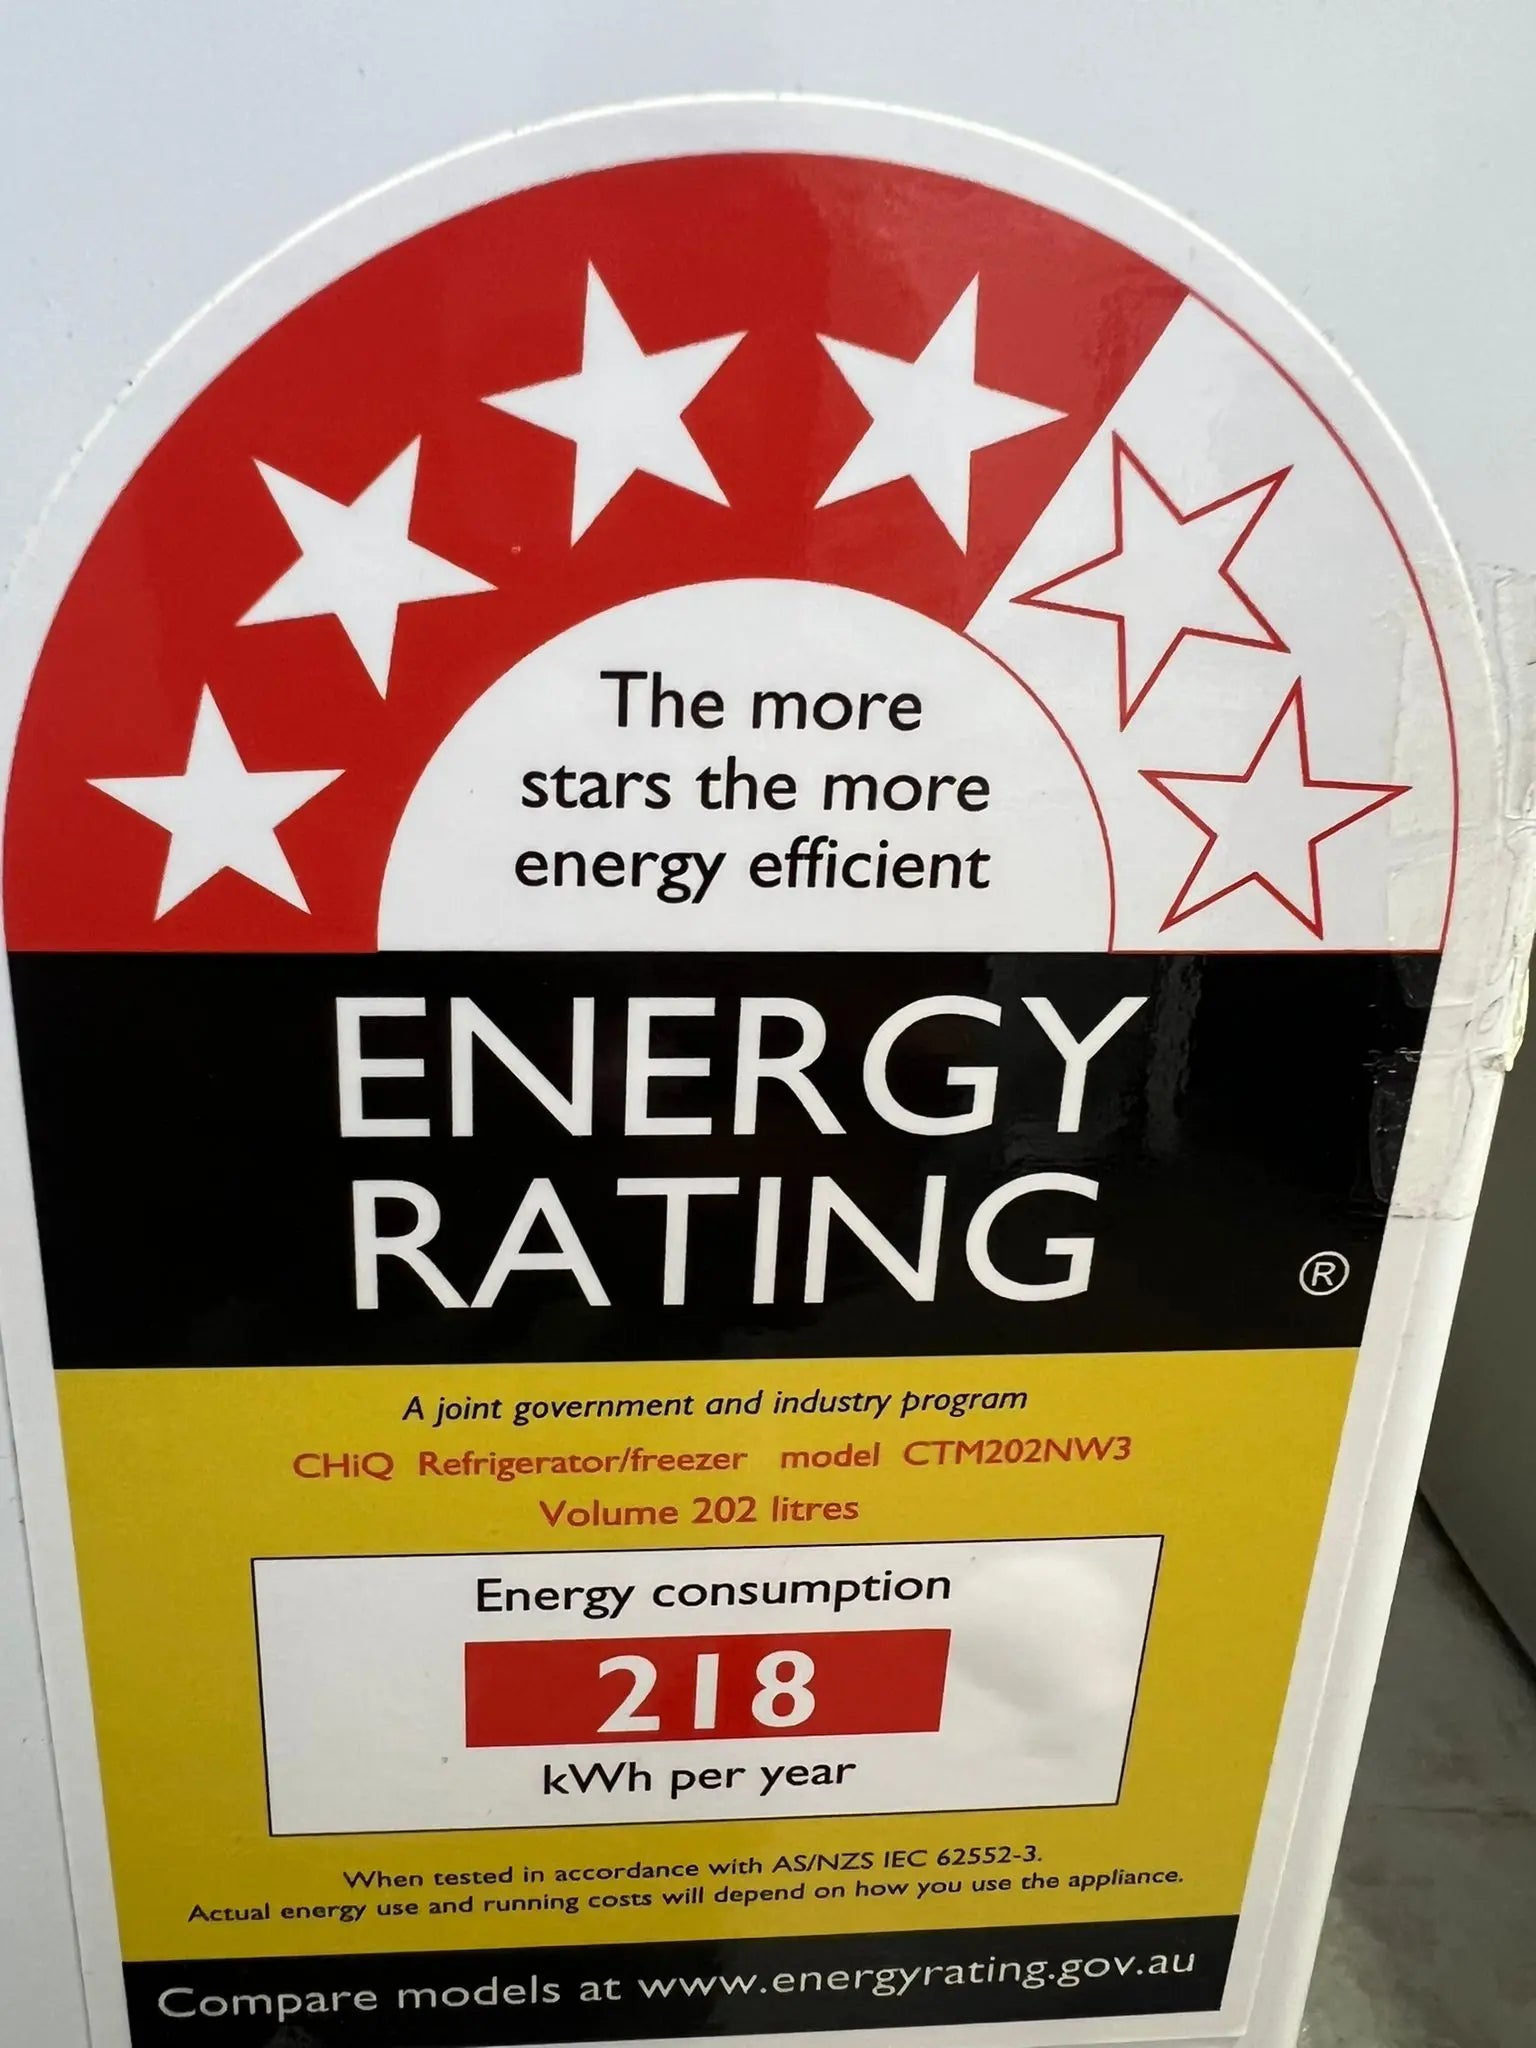 The more
stars the more
energy efficient
ENERGY
RATING
®
A joint government and industry program
CHiQ Refrigerator/freezer model CTM202NW3
Volume 202 litres
Energy consumption
218
kWh per year
When tested in accordance with AS/NZS IEC 62552-3.
Actual energy use and running costs will depend on how you use the appliance.
Compare models at www.energyrating.gov.au